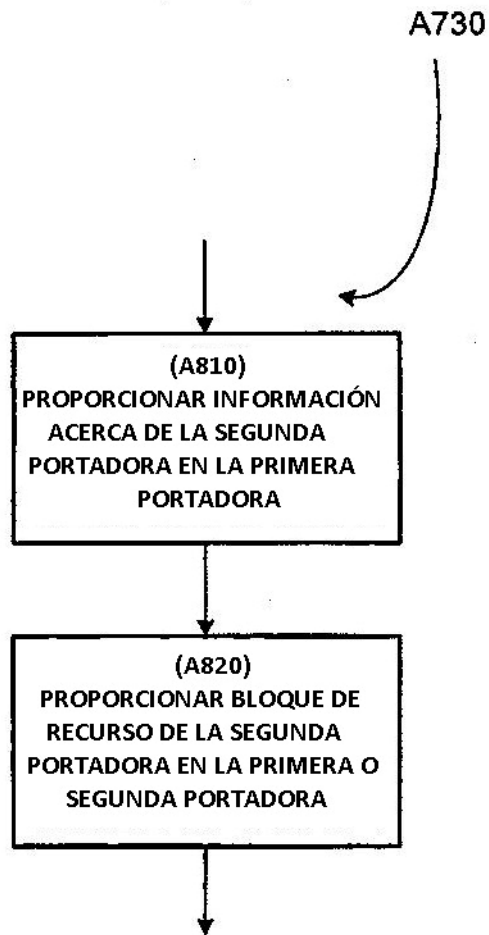 A730
(A810)
PROPORCIONAR INFORMACIÓN
ACERCA DE LA SEGUNDA
PORTADORA EN LA PRIMERA
PORTADORA
(A820)
PROPORCIONAR BLOQUE DE
RECURSO DE LA SEGUNDA
PORTADORA EN LA PRIMERA O
SEGUNDA PORTADORA